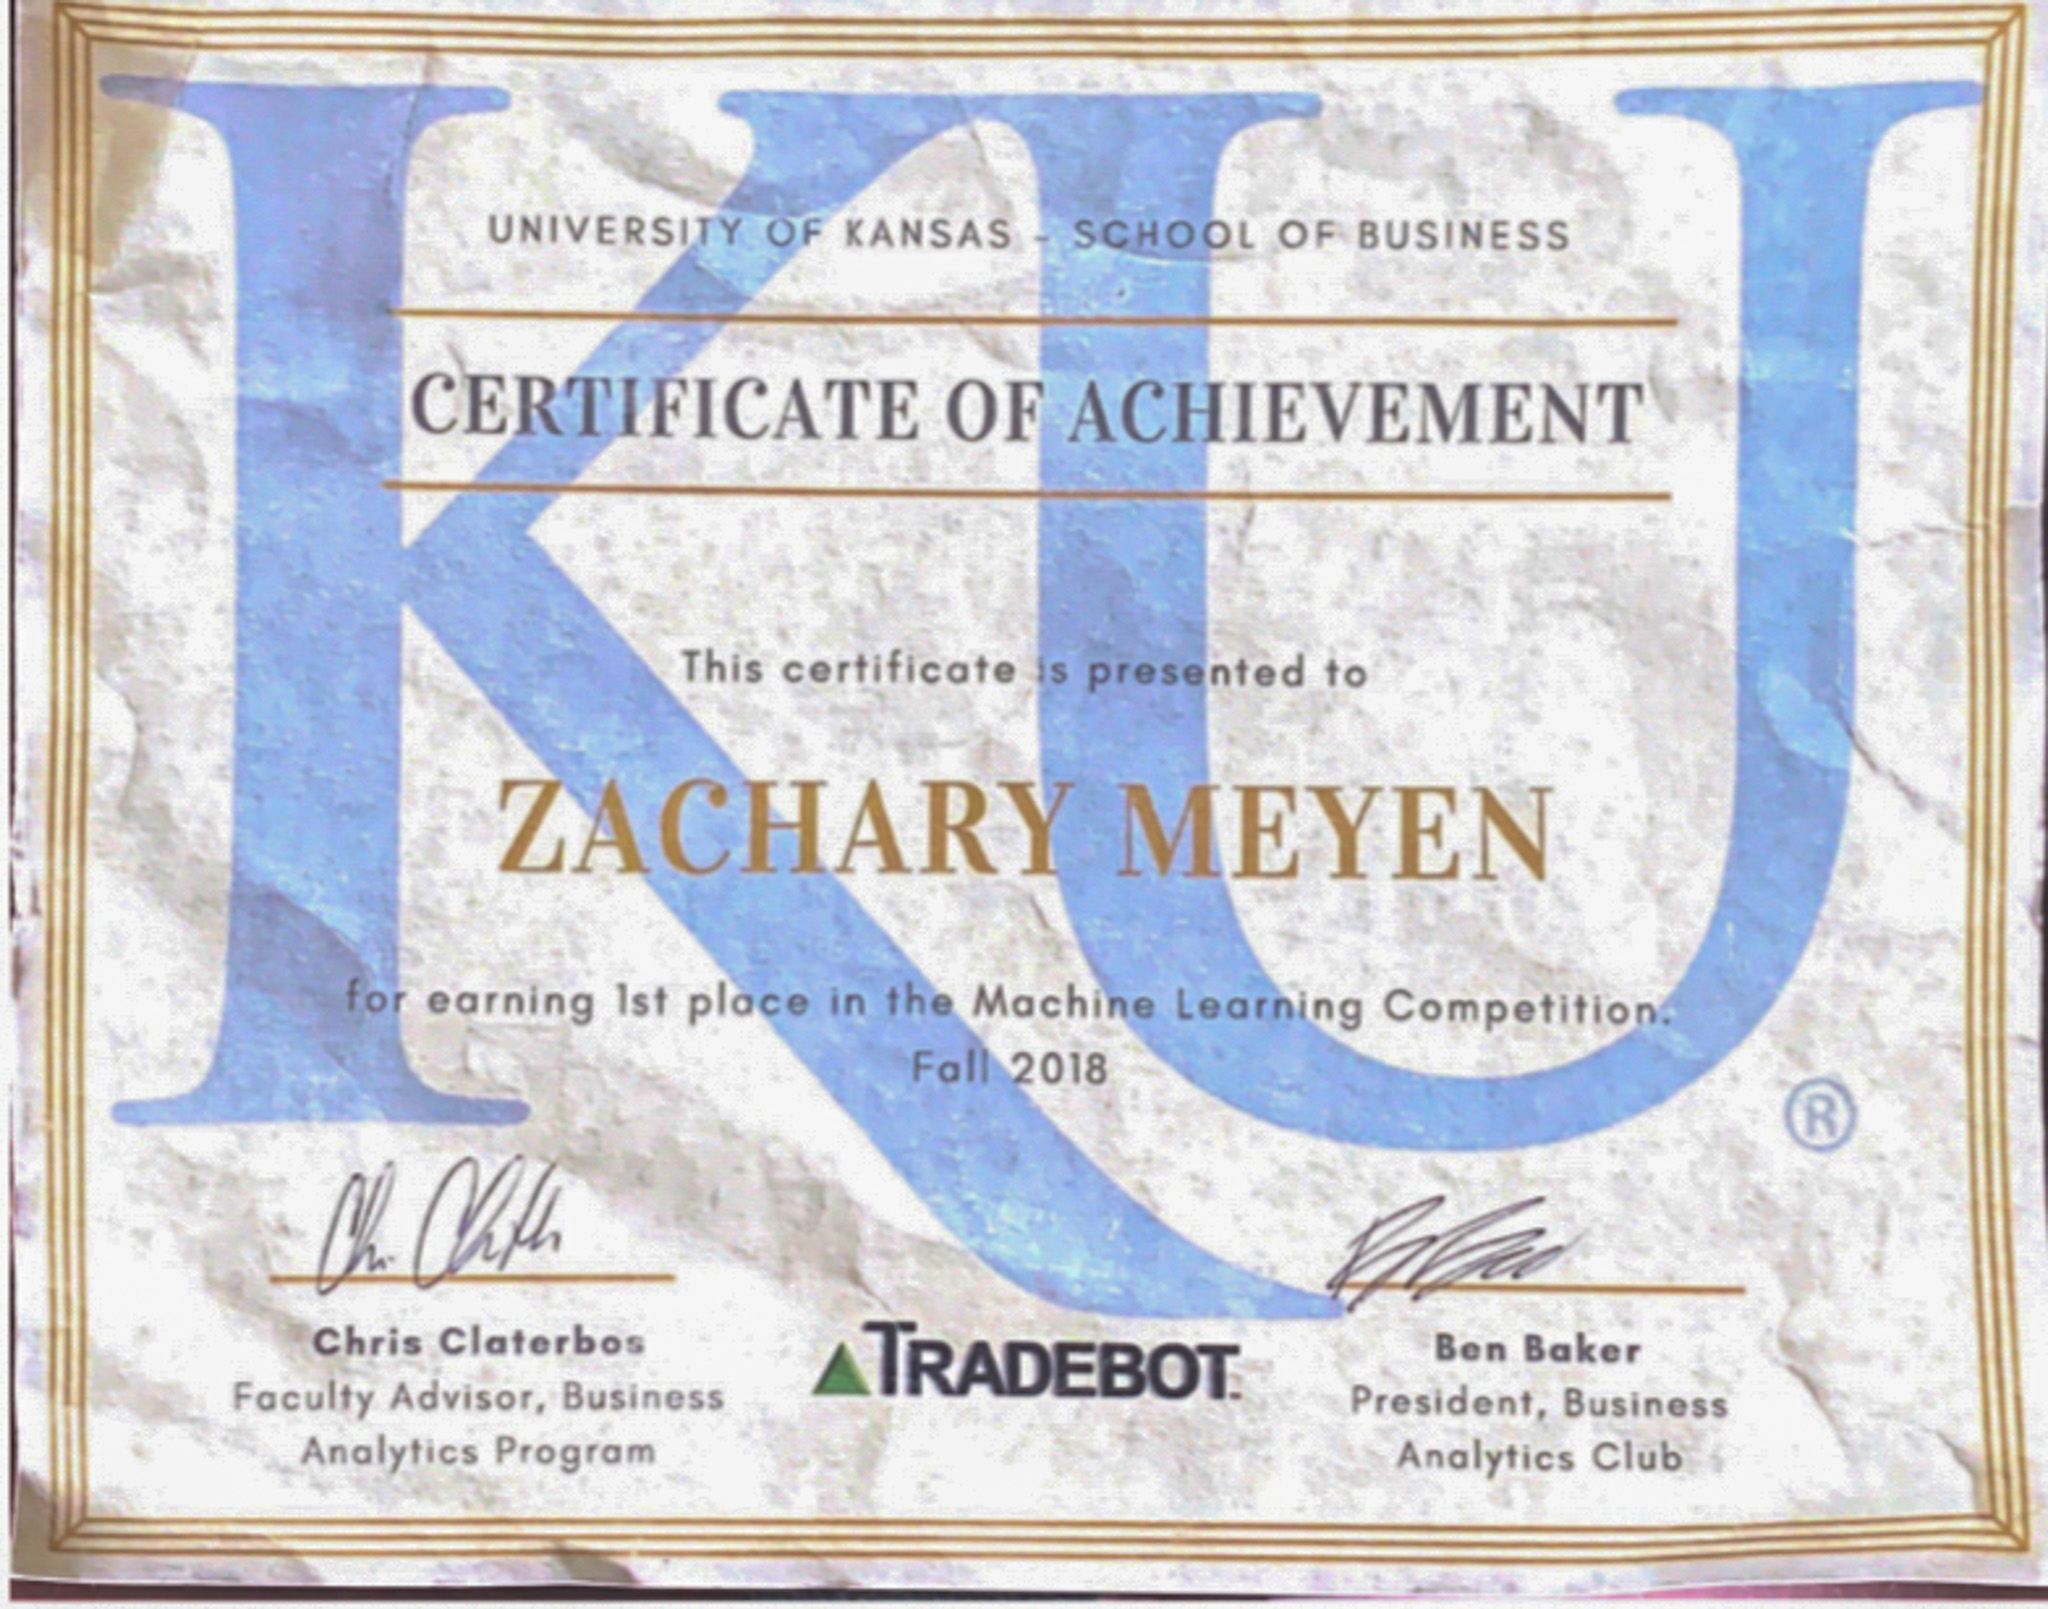 KU
UNIVERSITY OF KANSAS - SCHOOL OF BUSINESS
CERTIFICATE OF ACHIEVEMENT
This certificate is presented to
ZACHARY MEYEN
for earning 1st place in the Machine Learning Competition.
Fall 2018
®
Chris Claterbos
Faculty Advisor, Business
Analytics Program
TRADEBOT
Ben Baker
President, Business
Analytics Club